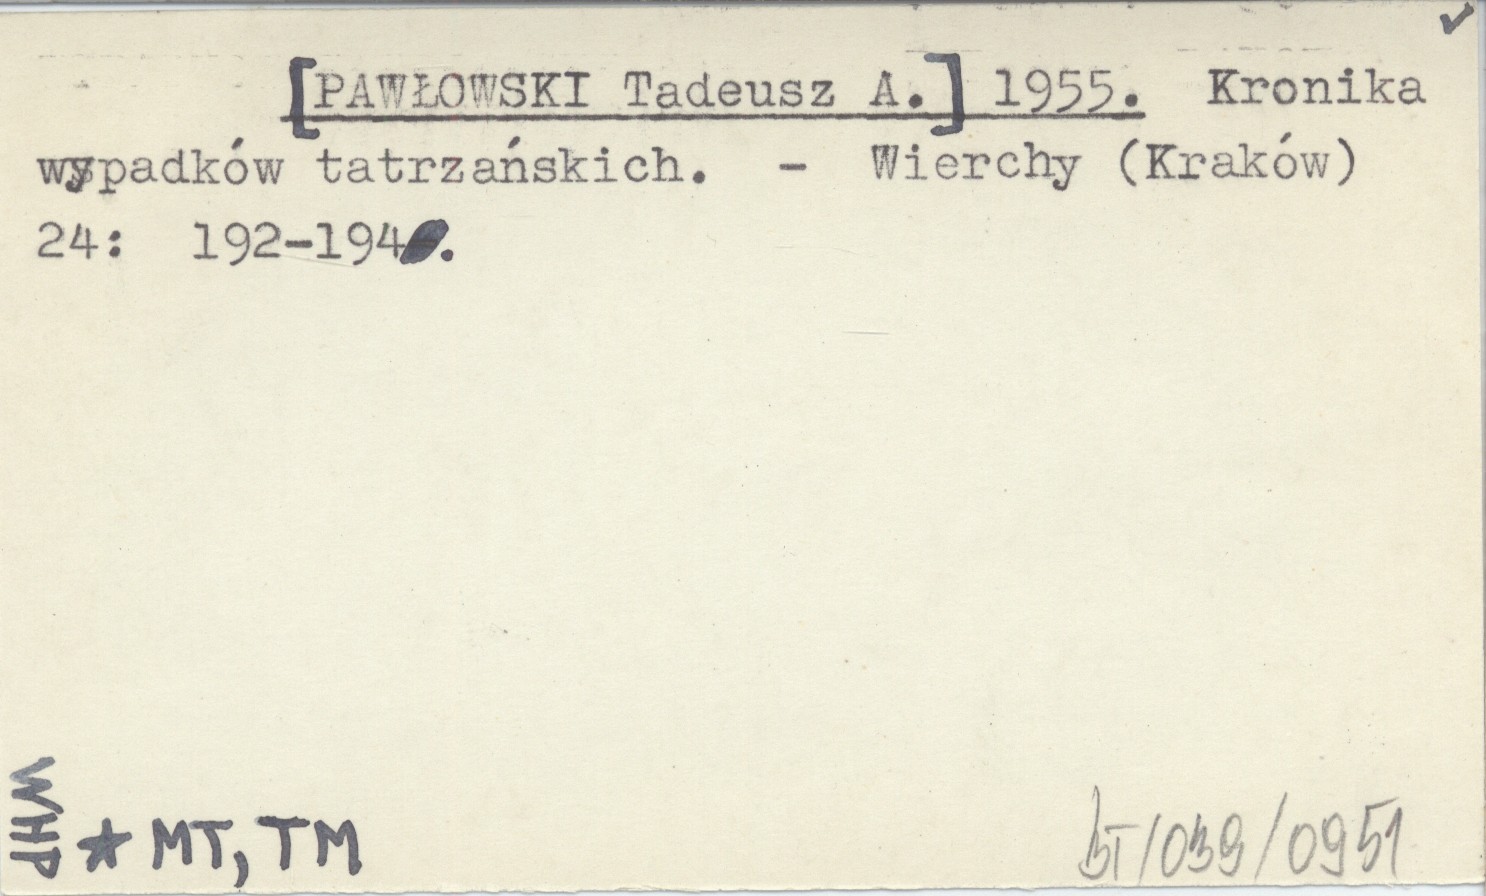 [PAWŁOWSKI Tadeusz A.] 1955. Kronika
wypadków tatrzańskich. - Wierchy (Kraków)
24: 192-194.
WHP
* MT, TM
BT/039/0951